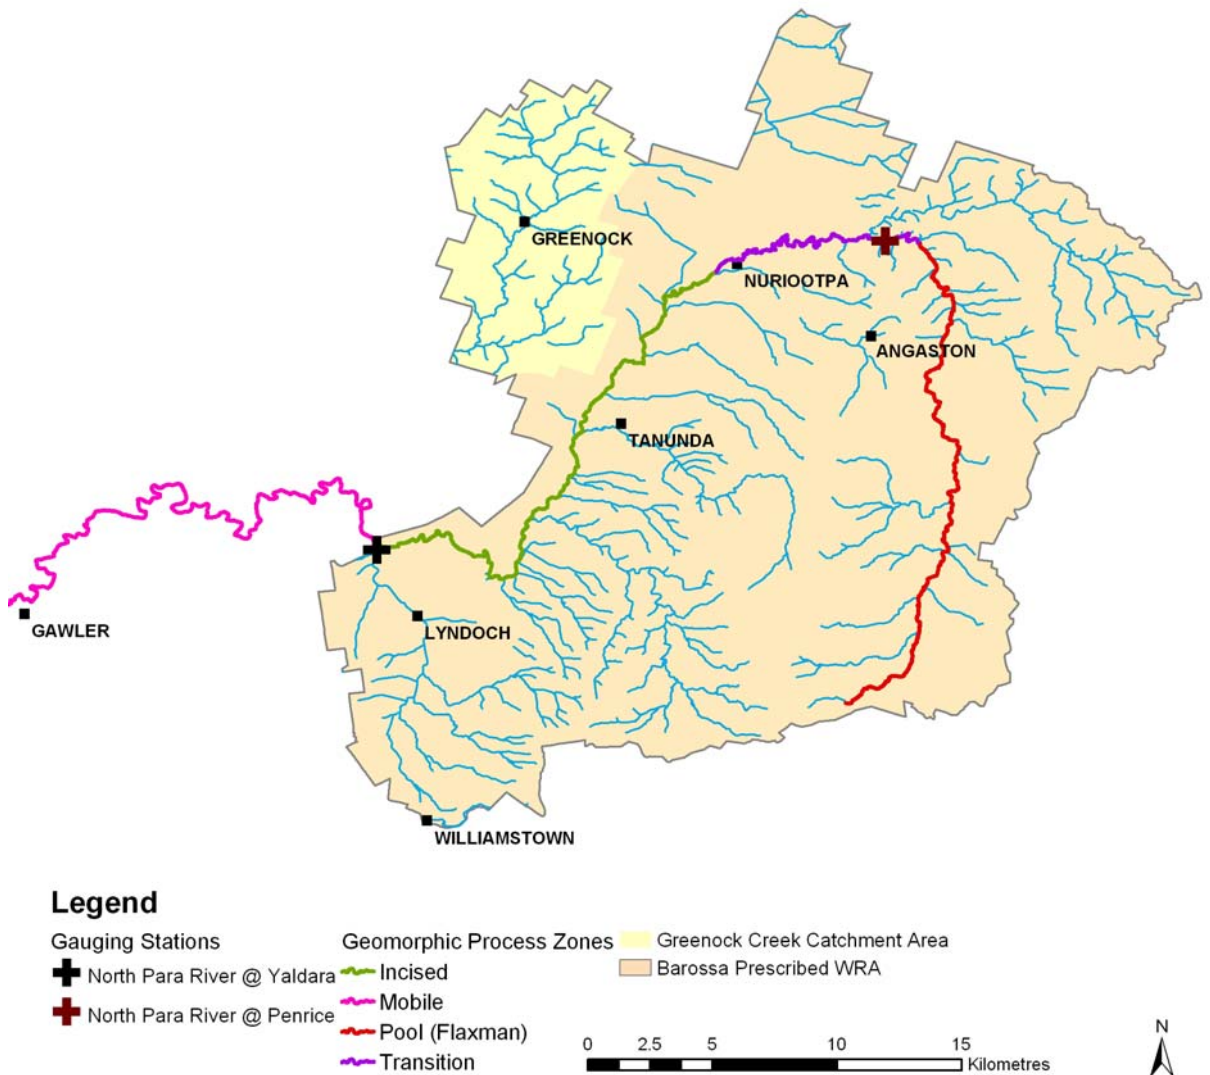 GREENOCK
NURIOOTPA
ANGASTON
TANUNDA
GAWLER
LYNDOCH
WILLIAMSTOWN
Legend
Gauging Stations
North Para River @ Yaldara
North Para River @ Penrice
Geomorphic Process Zones
Incised
Mobile
Pool (Flaxman)
Transition
Greenock Creek Catchment Area
Barossa Prescribed WRA
0 2.5 5 10 15
Kilometres
N